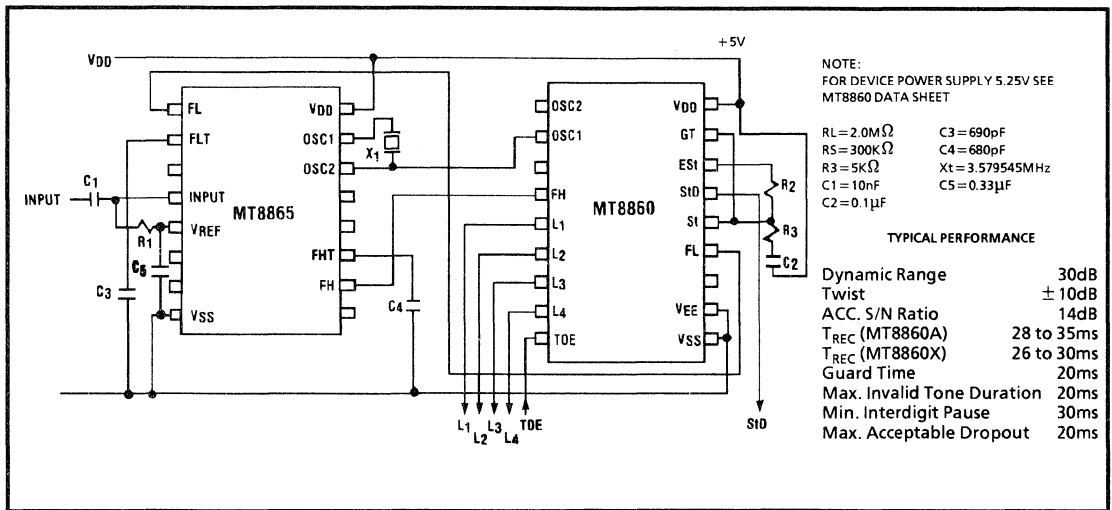 +5V
VDD
FL
FLT
INPUT
VREF
VSS
MT8865
VDD
OSC1
OSC2
FHT
FH
INPUT
C1
R1
C5
C3
X1
C4
OSC2
OSC1
FH
L1
L2
L3
L4
TOE
MT8860
VDD
GT
ESt
StD
St
FL
VEE
VSS
R2
R3
C2
L1
L2
L3
L4
TOE
StD
NOTE:
FOR DEVICE POWER SUPPLY 5.25V SEE
MT8860 DATA SHEET
RL=2.0MΩ C3=690pF
RS=300KΩ C4=680pF
R3=5KΩ Xt=3.579545MHz
C1=10nF C5=0.33µF
C2=0.1µF
TYPICAL PERFORMANCE
Dynamic Range 30dB
Twist ±10dB
ACC. S/N Ratio 14dB
TREC (MT8860A) 28 to 35ms
TREC (MT8860X) 26 to 30ms
Guard Time 20ms
Max. Invalid Tone Duration 20ms
Min. Interdigit Pause 30ms
Max. Acceptable Dropout 20ms